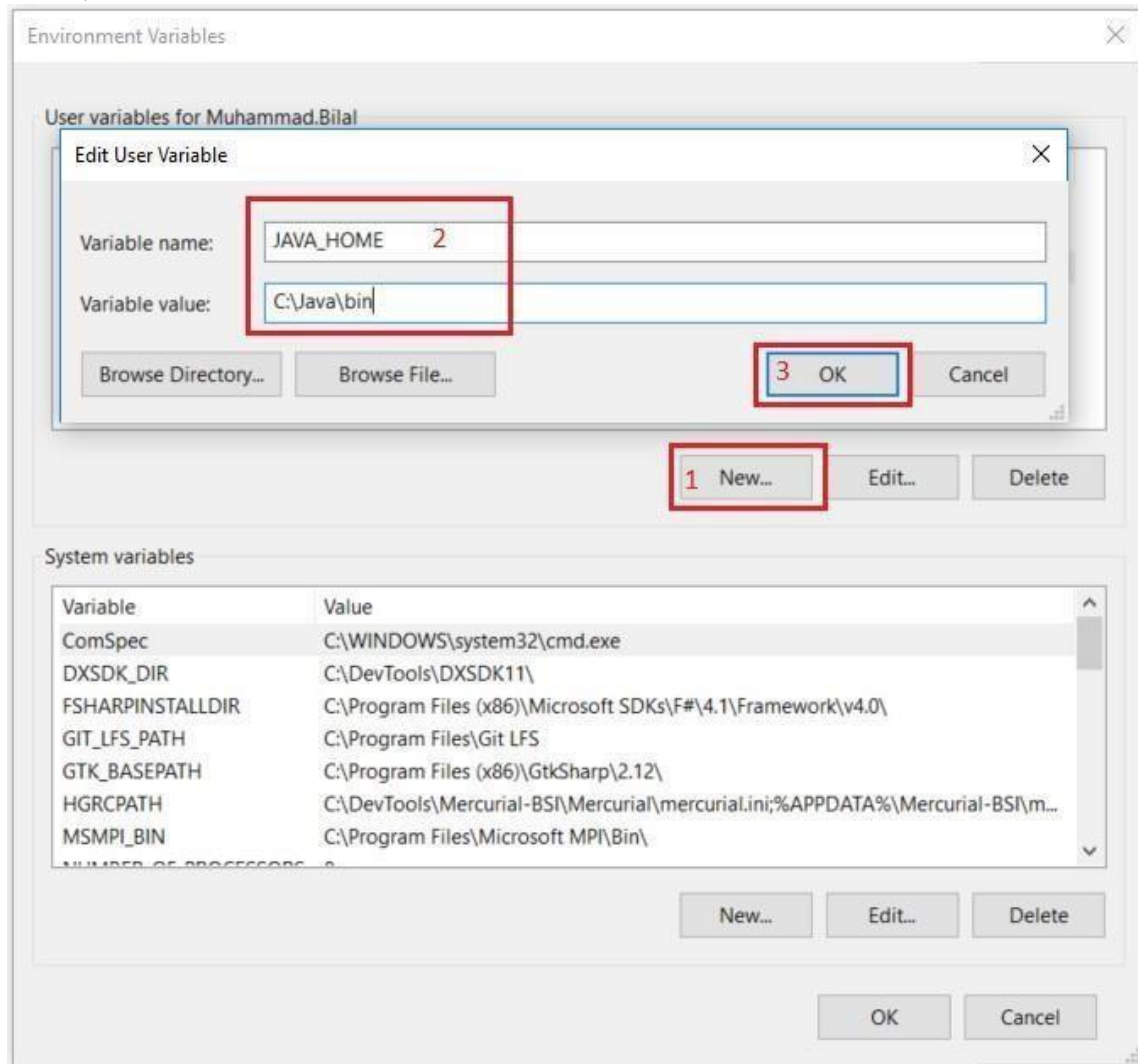 Environment Variables
User variables for Muhammad.Bilal
Edit User Variable
Variable name: JAVA_HOME 2
Variable value: C:\Java\bin
Browse Directory... Browse File... 3 OK Cancel
1 New... Edit... Delete
System variables
Variable Value
ComSpec C:\WINDOWS\system32\cmd.exe
DXSDK_DIR C:\DevTools\DXSDK11\
FSHARPINSTALLDIR C:\Program Files (x86)\Microsoft SDKs\F#\4.1\Framework\v4.0\
GIT_LFS_PATH C:\Program Files\Git LFS
GTK_BASEPATH C:\Program Files (x86)\GtkSharp\2.12\
HGRCPATH C:\DevTools\Mercurial-BSI\Mercurial\mercurial.ini;%APPDATA%\Mercurial-BSI\m...
MSMPI_BIN C:\Program Files\Microsoft MPI\Bin\
NUMBER_OF_PROCESSORS
New... Edit... Delete
OK Cancel